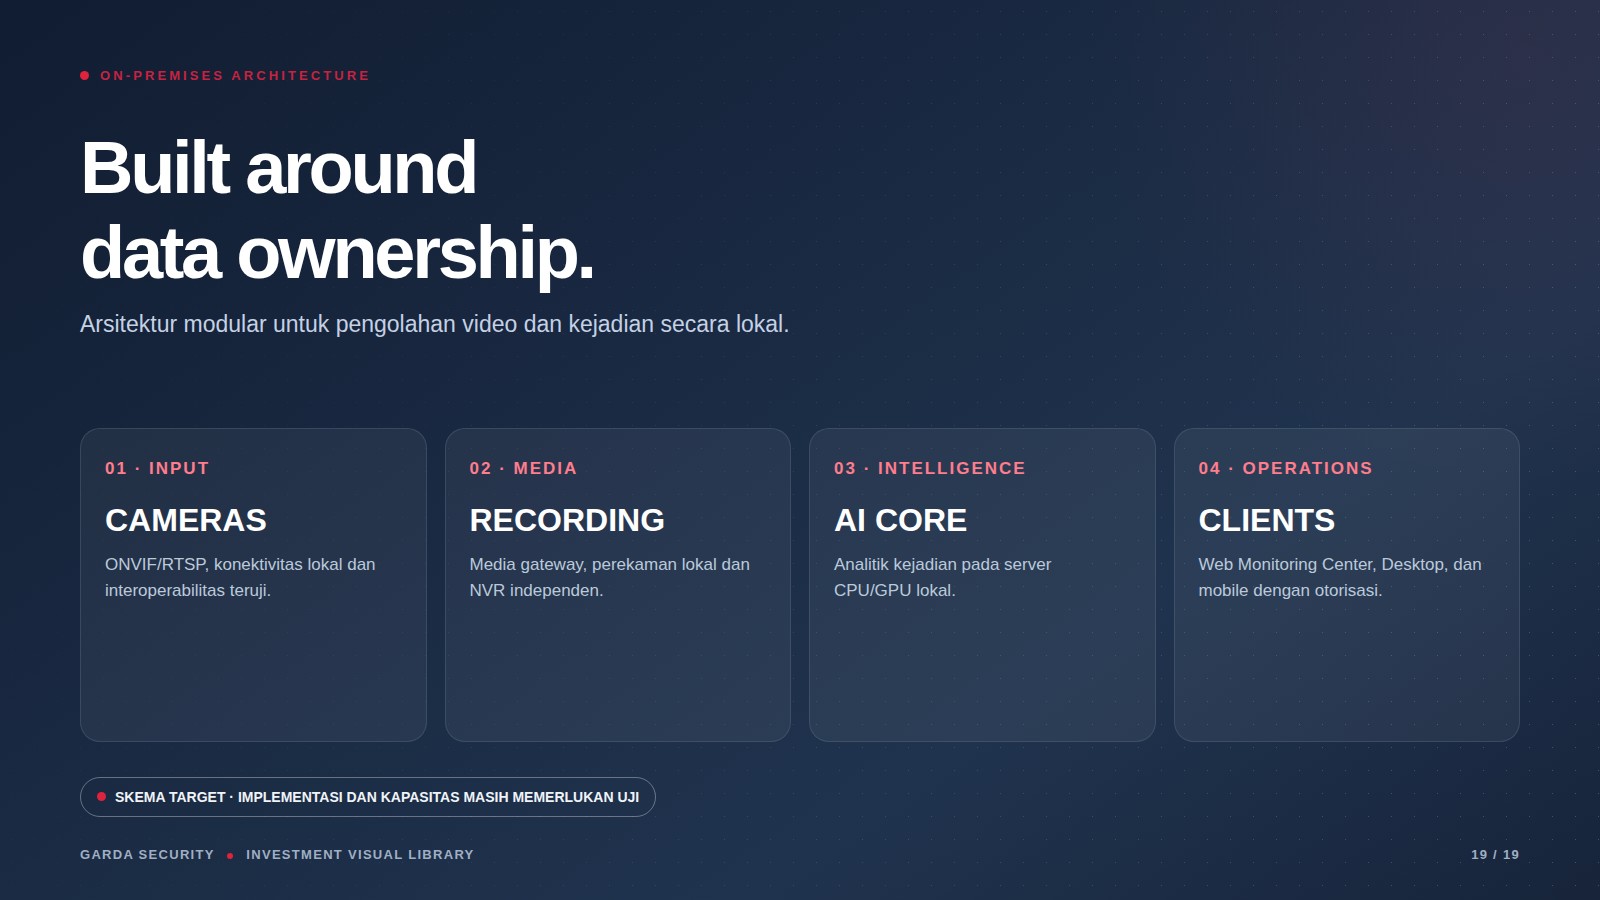 ON-PREMISES ARCHITECTURE
Built around
data ownership.
Arsitektur modular untuk pengolahan video dan kejadian secara lokal.
01 · INPUT
CAMERAS
ONVIF/RTSP, konektivitas lokal dan
interoperabilitas teruji.
02 · MEDIA
RECORDING
Media gateway, perekaman lokal dan
NVR independen.
03 · INTELLIGENCE
AI CORE
Analitik kejadian pada server
CPU/GPU lokal.
04 · OPERATIONS
CLIENTS
Web Monitoring Center, Desktop, dan
mobile dengan otorisasi.
SKEMA TARGET · IMPLEMENTASI DAN KAPASITAS MASIH MEMERLUKAN UJI
GARDA SECURITY ● INVESTMENT VISUAL LIBRARY
19 / 19